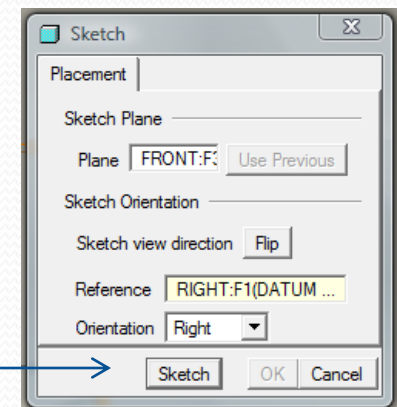 Sketch
Placement
Sketch Plane
Plane FRONT:F3 Use Previous
Sketch Orientation
Sketch view direction Flip
Reference RIGHT:F1(DATUM ...
Orientation Right
Sketch OK Cancel